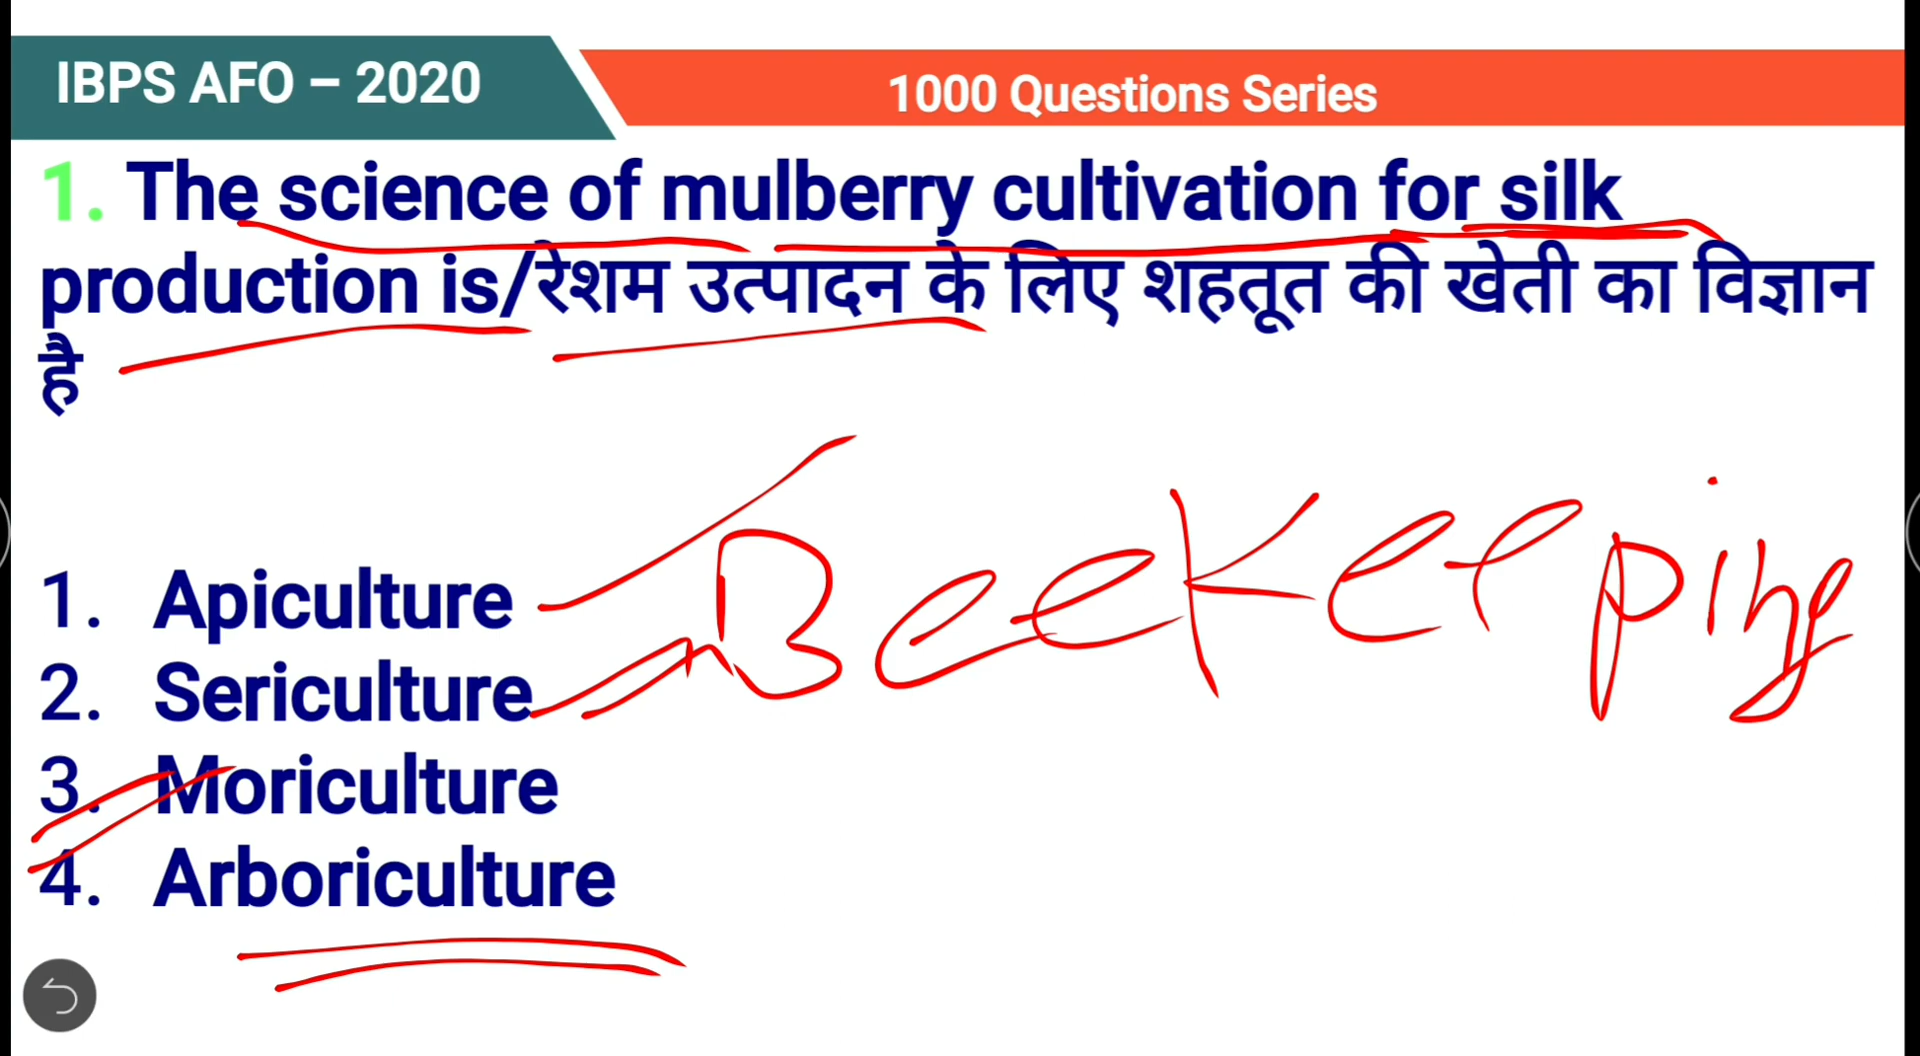 IBPS AFO – 2020
1000 Questions Series
1. The science of mulberry cultivation for silk
production is/रेशम उत्पादन के लिए शहतूत की खेती का विज्ञान
है
1. Apiculture
Beekeeping
2. Sericulture
3. Moriculture
4. Arboriculture